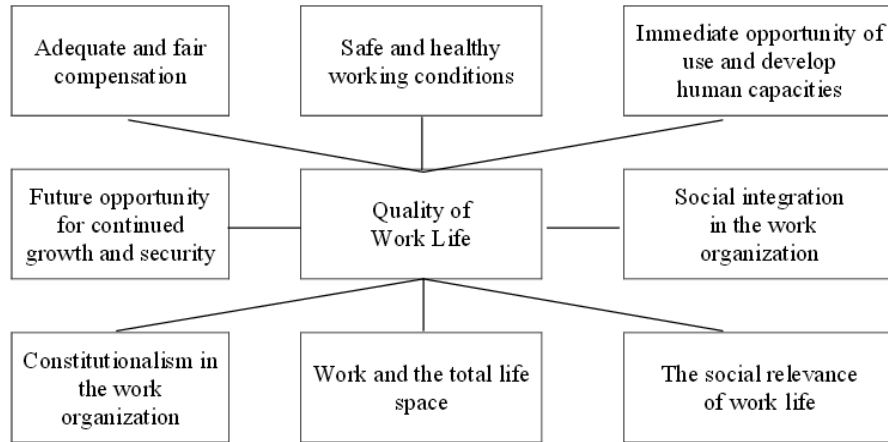 Adequate and fair
compensation
Safe and healthy
working conditions
Immediate opportunity of
use and develop
human capacities
Future opportunity
for continued
growth and security
Quality of
Work Life
Social integration
in the work
organization
Constitutionalism in
the work
organization
Work and the total life
space
The social relevance
of work life